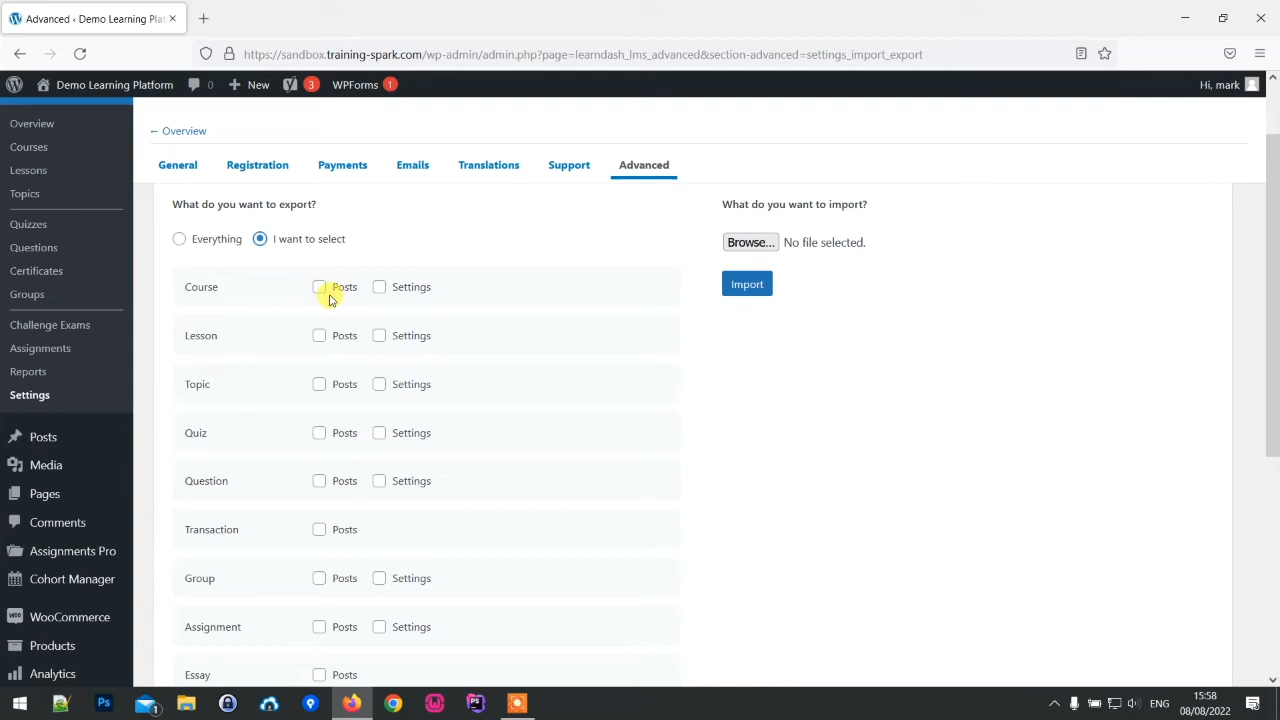 Advanced ‹ Demo Learning Plat
https://sandbox.training-spark.com/wp-admin/admin.php?page=learndash_lms_advanced&section-advanced=settings_import_export
Demo Learning Platform
0
New
3
WPForms
1
Hi, mark
Overview
Courses
Lessons
Topics
Quizzes
Questions
Certificates
Groups
Challenge Exams
Assignments
Reports
Settings
Posts
Media
Pages
Comments
Assignments Pro
Cohort Manager
WooCommerce
Products
Analytics
← Overview
General Registration Payments Emails Translations Support Advanced
What do you want to export?
Everything I want to select
Course Posts Settings
Lesson Posts Settings
Topic Posts Settings
Quiz Posts Settings
Question Posts Settings
Transaction Posts
Group Posts Settings
Assignment Posts Settings
Essay Posts
What do you want to import?
Browse... No file selected.
Import
Ps
1
PS
ENG
15:58
08/08/2022